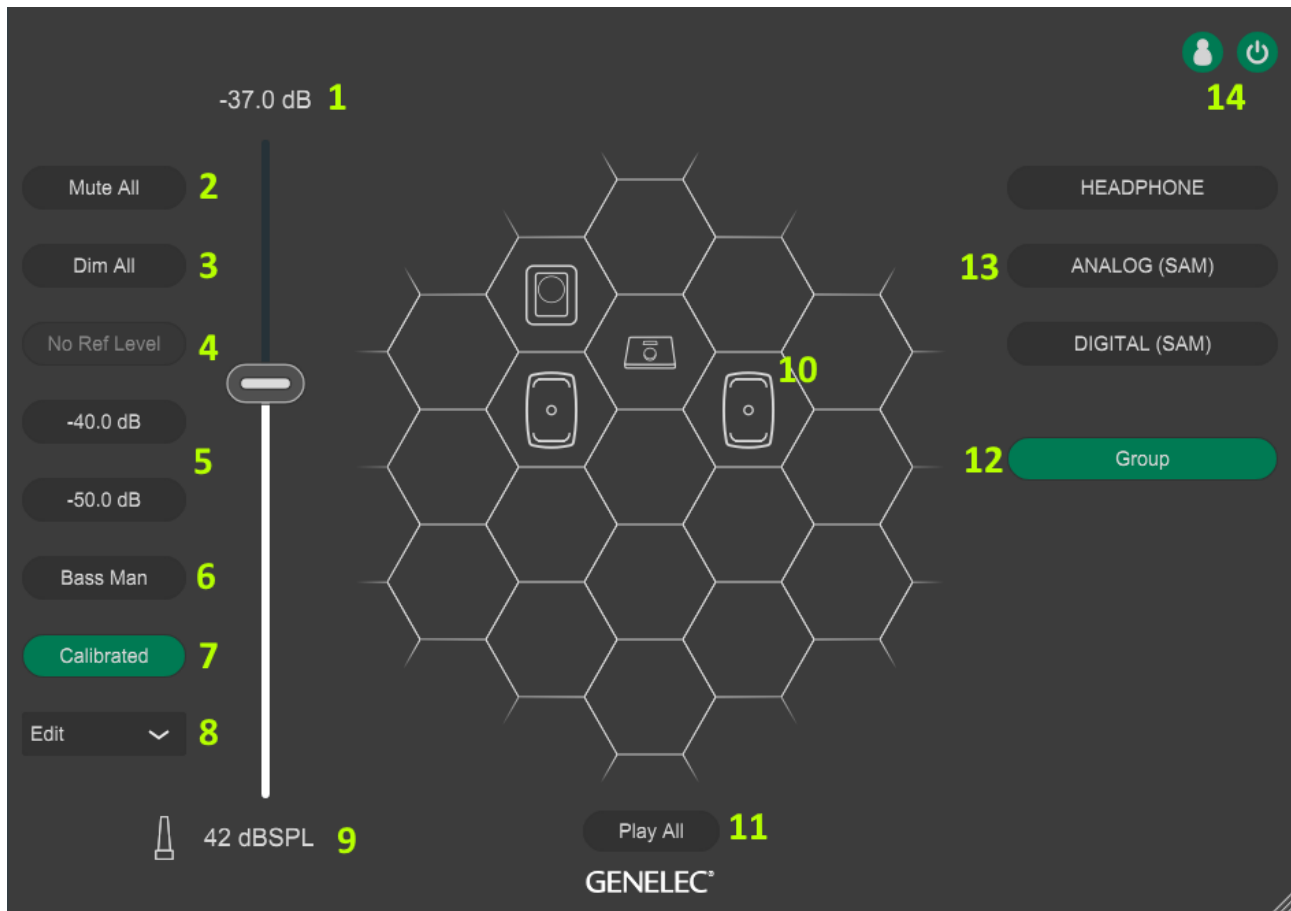 14
-37.0 dB 1
Mute All 2
HEADPHONE
Dim All 3
13 ANALOG (SAM)
No Ref Level 4
DIGITAL (SAM)
10
-40.0 dB
5
12 Group
-50.0 dB
Bass Man 6
Calibrated 7
Edit 8
42 dBSPL 9
Play All 11
GENELEC®